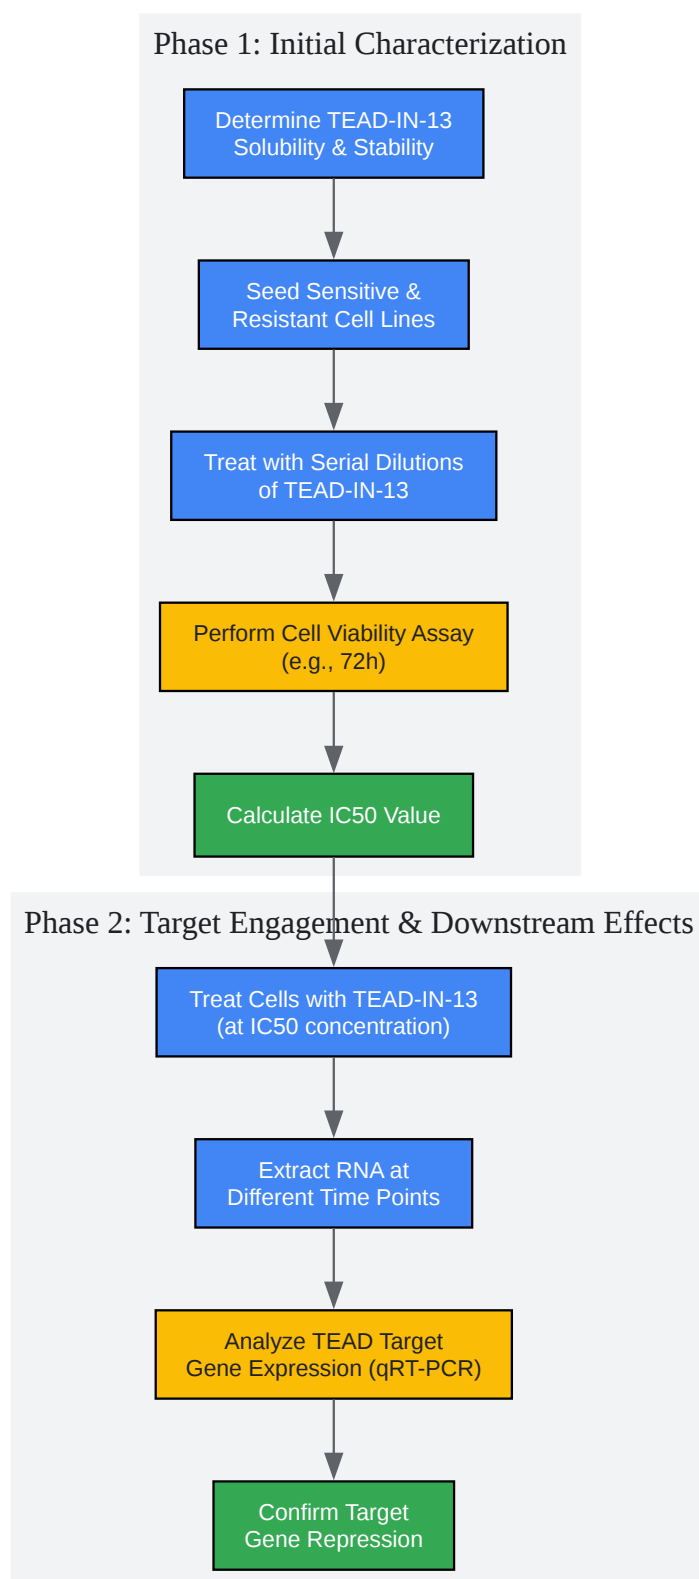 Phase 1: Initial Characterization
Determine TEAD-IN-13
Solubility & Stability
Seed Sensitive &
Resistant Cell Lines
Treat with Serial Dilutions
of TEAD-IN-13
Perform Cell Viability Assay
(e.g., 72h)
Calculate IC50 Value
Phase 2: Target Engagement & Downstream Effects
Treat Cells with TEAD-IN-13
(at IC50 concentration)
Extract RNA at
Different Time Points
Analyze TEAD Target
Gene Expression (qRT-PCR)
Confirm Target
Gene Repression